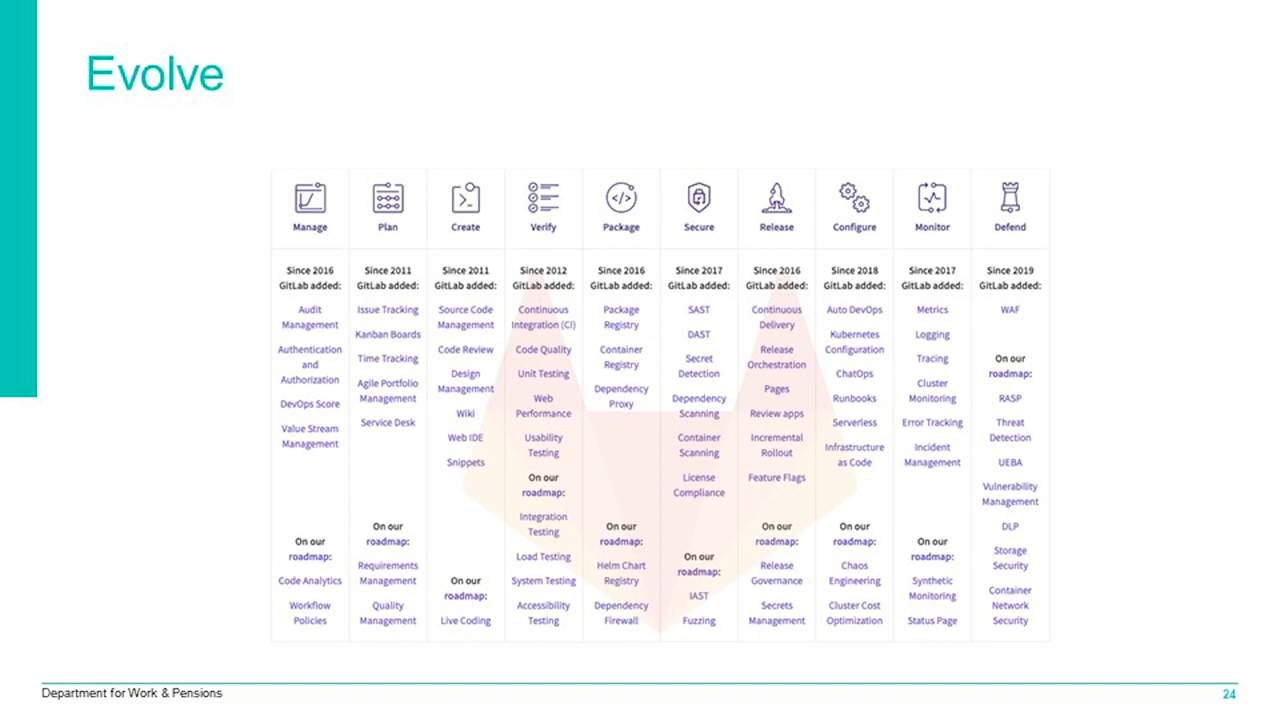 Evolve
Manage
Plan
Create
Verify
Package
Secure
Release
Configure
Monitor
Defend
Since 2016
GitLab added:
Audit
Management
Authentication
and
Authorization
DevOps Score
Value Stream
Management
On our
roadmap:
Code Analytics
Workflow
Policies
Since 2011
GitLab added:
Issue Tracking
Kanban Boards
Time Tracking
Agile Portfolio
Management
Service Desk
On our
roadmap:
Requirements
Management
Quality
Management
Since 2011
GitLab added:
Source Code
Management
Code Review
Design
Management
Wiki
Web IDE
Snippets
On our
roadmap:
Live Coding
Since 2012
GitLab added:
Continuous
Integration (CI)
Code Quality
Unit Testing
Web
Performance
Usability
Testing
On our
roadmap:
Integration
Testing
Load Testing
System Testing
Accessibility
Testing
Since 2016
GitLab added:
Package
Registry
Container
Registry
Dependency
Proxy
On our
roadmap:
Helm Chart
Registry
Dependency
Firewall
Since 2017
GitLab added:
SAST
DAST
Secret
Detection
Dependency
Scanning
Container
Scanning
License
Compliance
On our
roadmap:
IAST
Fuzzing
Since 2016
GitLab added:
Continuous
Delivery
Release
Orchestration
Pages
Review apps
Incremental
Rollout
Feature Flags
On our
roadmap:
Release
Governance
Secrets
Management
Since 2018
GitLab added:
Auto DevOps
Kubernetes
Configuration
ChatOps
Runbooks
Serverless
Infrastructure
as Code
On our
roadmap:
Chaos
Engineering
Cluster Cost
Optimization
Since 2017
GitLab added:
Metrics
Logging
Tracing
Cluster
Monitoring
Error Tracking
Incident
Management
On our
roadmap:
Synthetic
Monitoring
Status Page
Since 2019
GitLab added:
WAF
On our
roadmap:
RASP
Threat
Detection
UEBA
Vulnerability
Management
DLP
Storage
Security
Container
Network
Security
Department for Work & Pensions
24